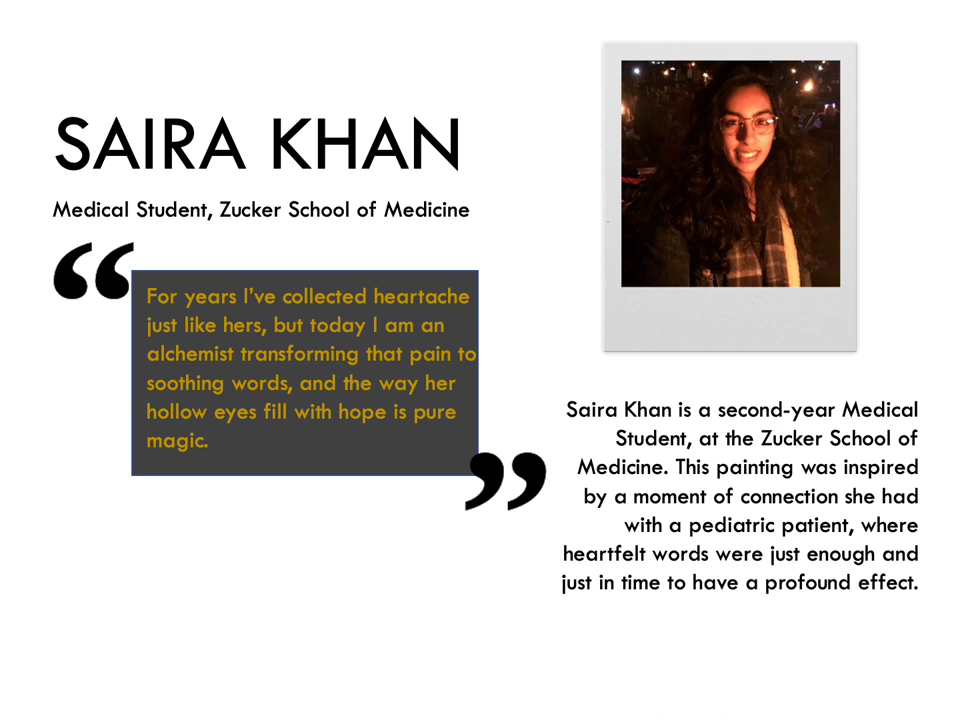 SAIRA KHAN
Medical Student, Zucker School of Medicine
“
For years I’ve collected heartache
just like hers, but today I am an
alchemist transforming that pain to
soothing words, and the way her
hollow eyes fill with hope is pure
magic.
”
Saira Khan is a second-year Medical
Student, at the Zucker School of
Medicine. This painting was inspired
by a moment of connection she had
with a pediatric patient, where
heartfelt words were just enough and
just in time to have a profound effect.